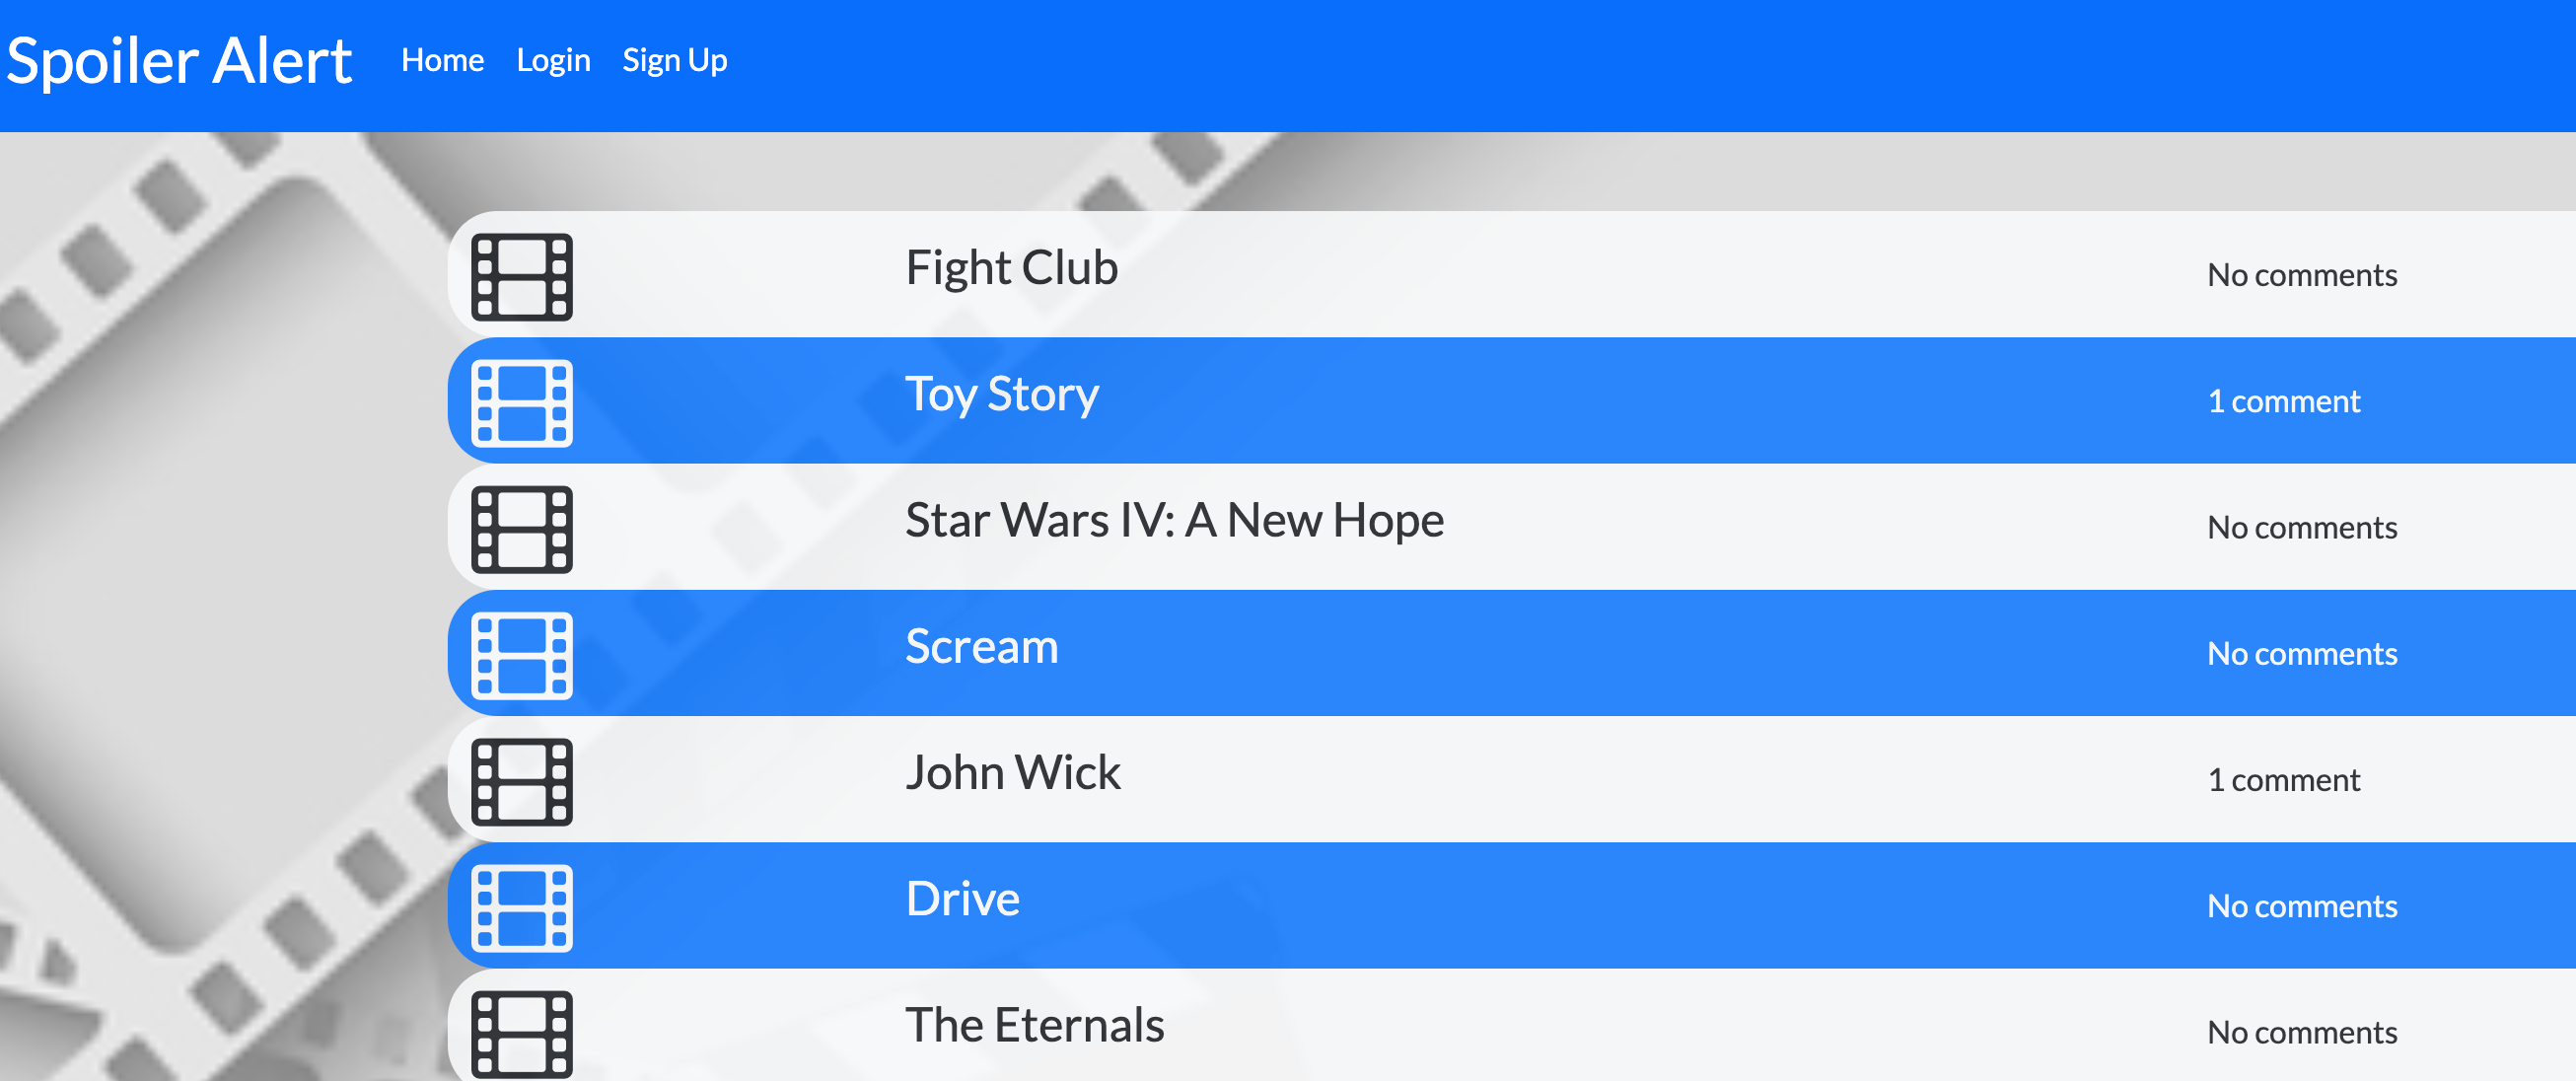 Spoiler Alert Home Login Sign Up
Fight Club No comments
Toy Story 1 comment
Star Wars IV: A New Hope No comments
Scream No comments
John Wick 1 comment
Drive No comments
The Eternals No comments